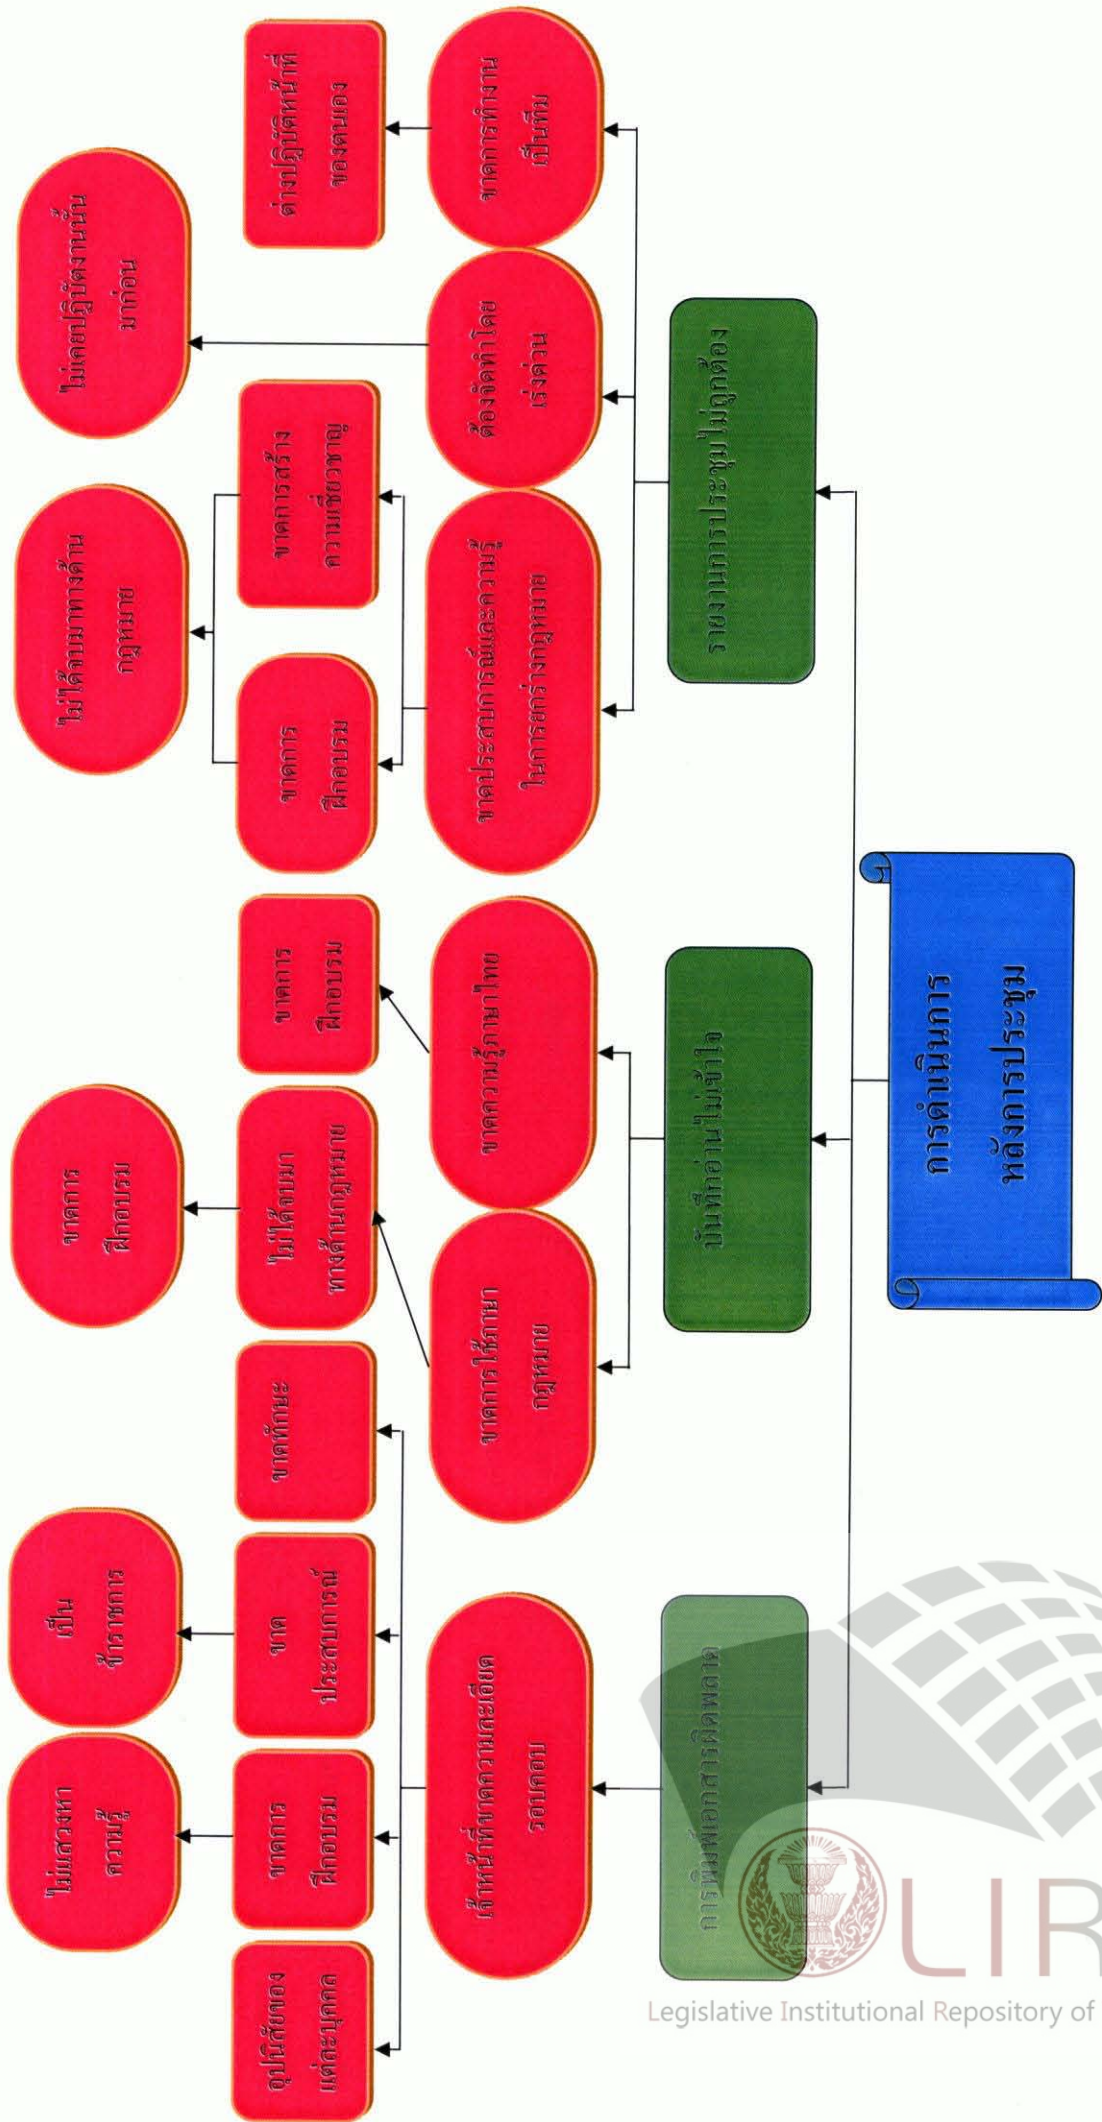 การดำเนินการ
หลังการประชุม
การพิมพ์เอกสารผิดพลาด
บันทึกอ่านไม่เข้าใจ
รายงานการประชุมไม่ถูกต้อง
เจ้าหน้าที่ขาดความละเอียด
รอบคอบ
ขาดการใช้ภาษา
กฎหมาย
ขาดความรู้ภาษาไทย
ขาดประสบการณ์และความรู้
ในการยกร่างกฎหมาย
ต้องจัดทำโดย
เร่งด่วน
ขาดการทำงาน
เป็นทีม
อุปนิสัยของ
แต่ละบุคคล
ขาดการ
ฝึกอบรม
ขาด
ประสบการณ์
ขาดทักษะ
ไม่ได้จบมา
ทางด้านกฎหมาย
ขาดการ
ฝึกอบรม
ขาดการ
ฝึกอบรม
ขาดการสร้าง
ความเชี่ยวชาญ
ต่างปฏิบัติหน้าที่
ของตนเอง
ไม่แสวงหา
ความรู้
เป็น
ข้าราชการ
ขาดการ
ฝึกอบรม
ไม่ได้จบมาทางด้าน
กฎหมาย
ไม่เคยปฏิบัติงานนั้น
มาก่อน
LIR
Legislative Institutional Repository of